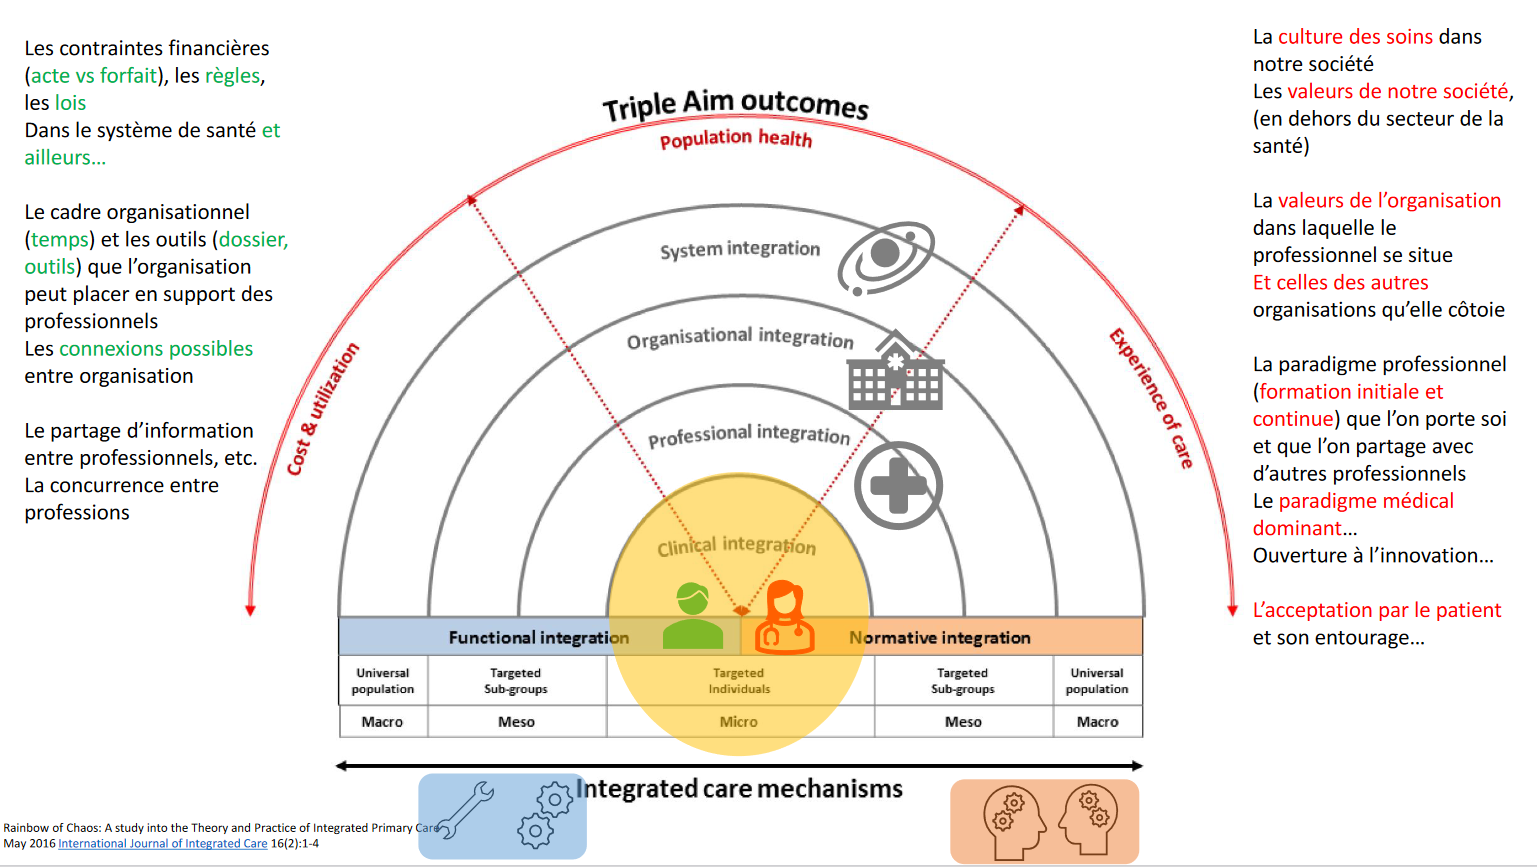 Les contraintes financières
(acte vs forfait), les règles,
les lois
Dans le système de santé et
ailleurs...
Le cadre organisationnel
(temps) et les outils (dossier,
outils) que l’organisation
peut placer en support des
professionnels
Les connexions possibles
entre organisation
Le partage d’information
entre professionnels, etc.
La concurrence entre
professions
Triple Aim outcomes
Population health
Cost & utilization
Experience of care
System integration
Organisational integration
Professional integration
Clinical integration
Functional integration
Normative integration
Universal
population
Targeted
Sub-groups
Targeted
Individuals
Targeted
Sub-groups
Universal
population
Macro
Meso
Micro
Meso
Macro
Integrated care mechanisms
La culture des soins dans
notre société
Les valeurs de notre société,
(en dehors du secteur de la
santé)
La valeurs de l’organisation
dans laquelle le
professionnel se situe
Et celles des autres
organisations qu’elle côtoie
La paradigme professionnel
(formation initiale et
continue) que l’on porte soi
et que l’on partage avec
d’autres professionnels
Le paradigme médical
dominant...
Ouverture à l’innovation...
L’acceptation par le patient
et son entourage...
Rainbow of Chaos: A study into the Theory and Practice of Integrated Primary Care
May 2016 International Journal of Integrated Care 16(2):1-4